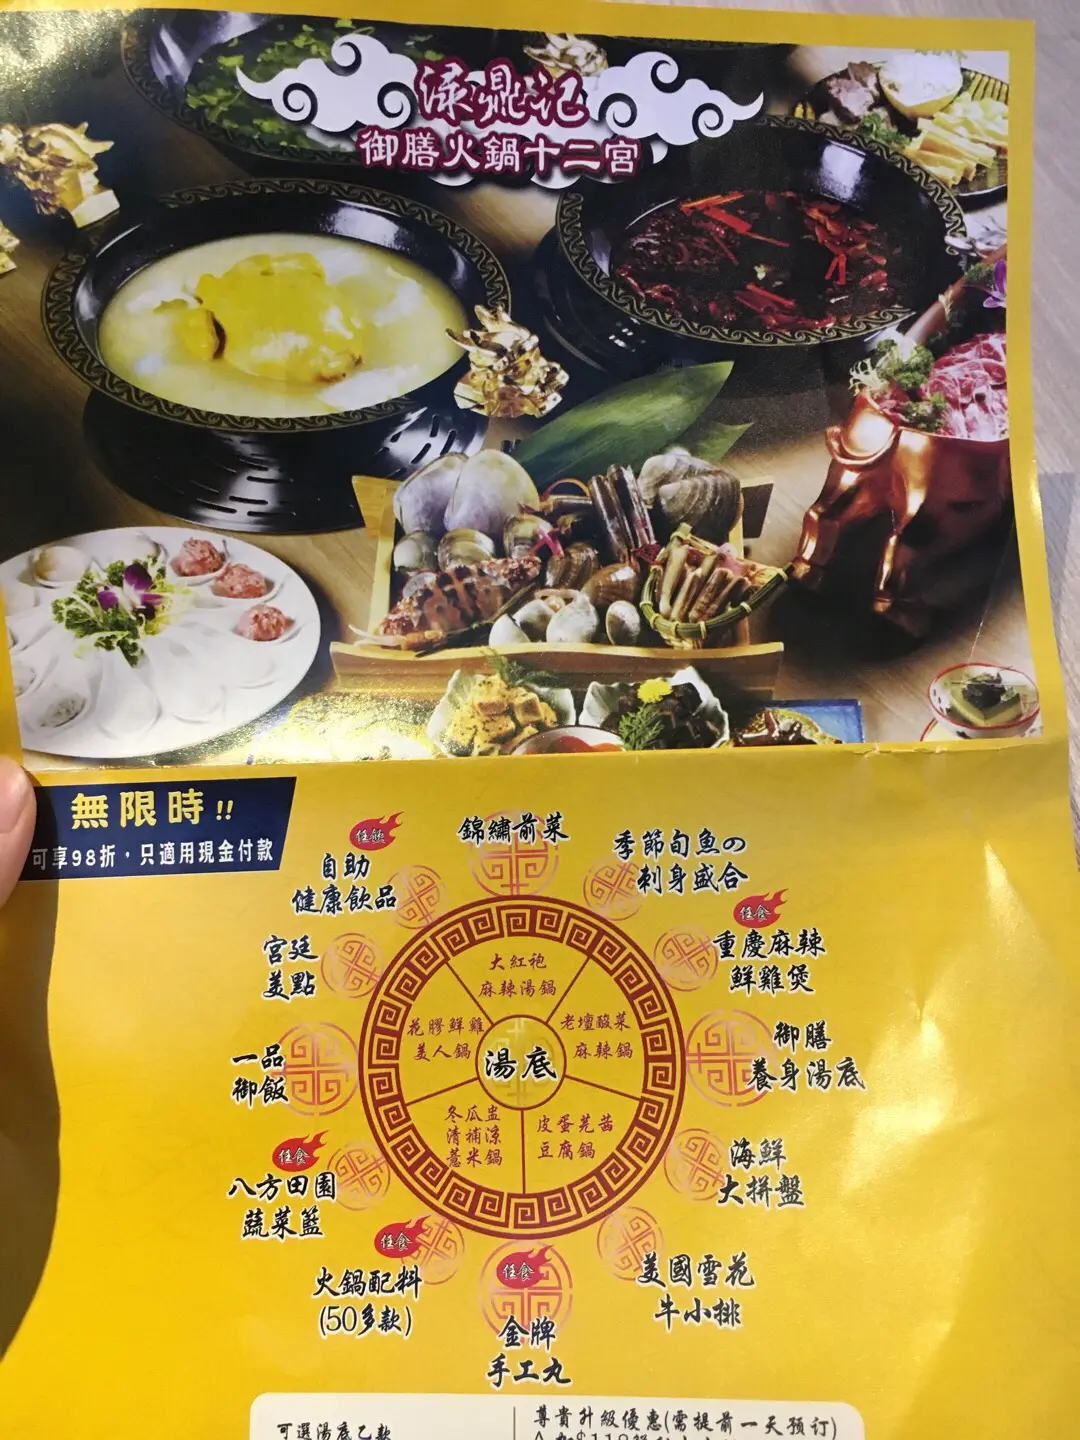 淥鼎記
御膳火鍋十二宮
無限時!!
可享98折,只適用現金付款
錦繡前菜
季節旬魚の
刺身盛合
任食
重慶麻辣
鮮雞煲
御膳
養身湯底
海鮮
大拼盤
美國雪花
牛小排
任食
金牌
手工丸
任食
火鍋配料
(50多款)
任食
八方田園
蔬菜籃
一品
御飯
宮廷
美點
任飲
自助
健康飲品
湯底
大紅袍
麻辣湯鍋
老壇酸菜
麻辣鍋
皮蛋芫茜
豆腐鍋
冬瓜盅
清補涼
薏米鍋
花膠鮮雞
美人鍋
可選湯底乙款
尊貴升級優惠(需提前一天預訂)